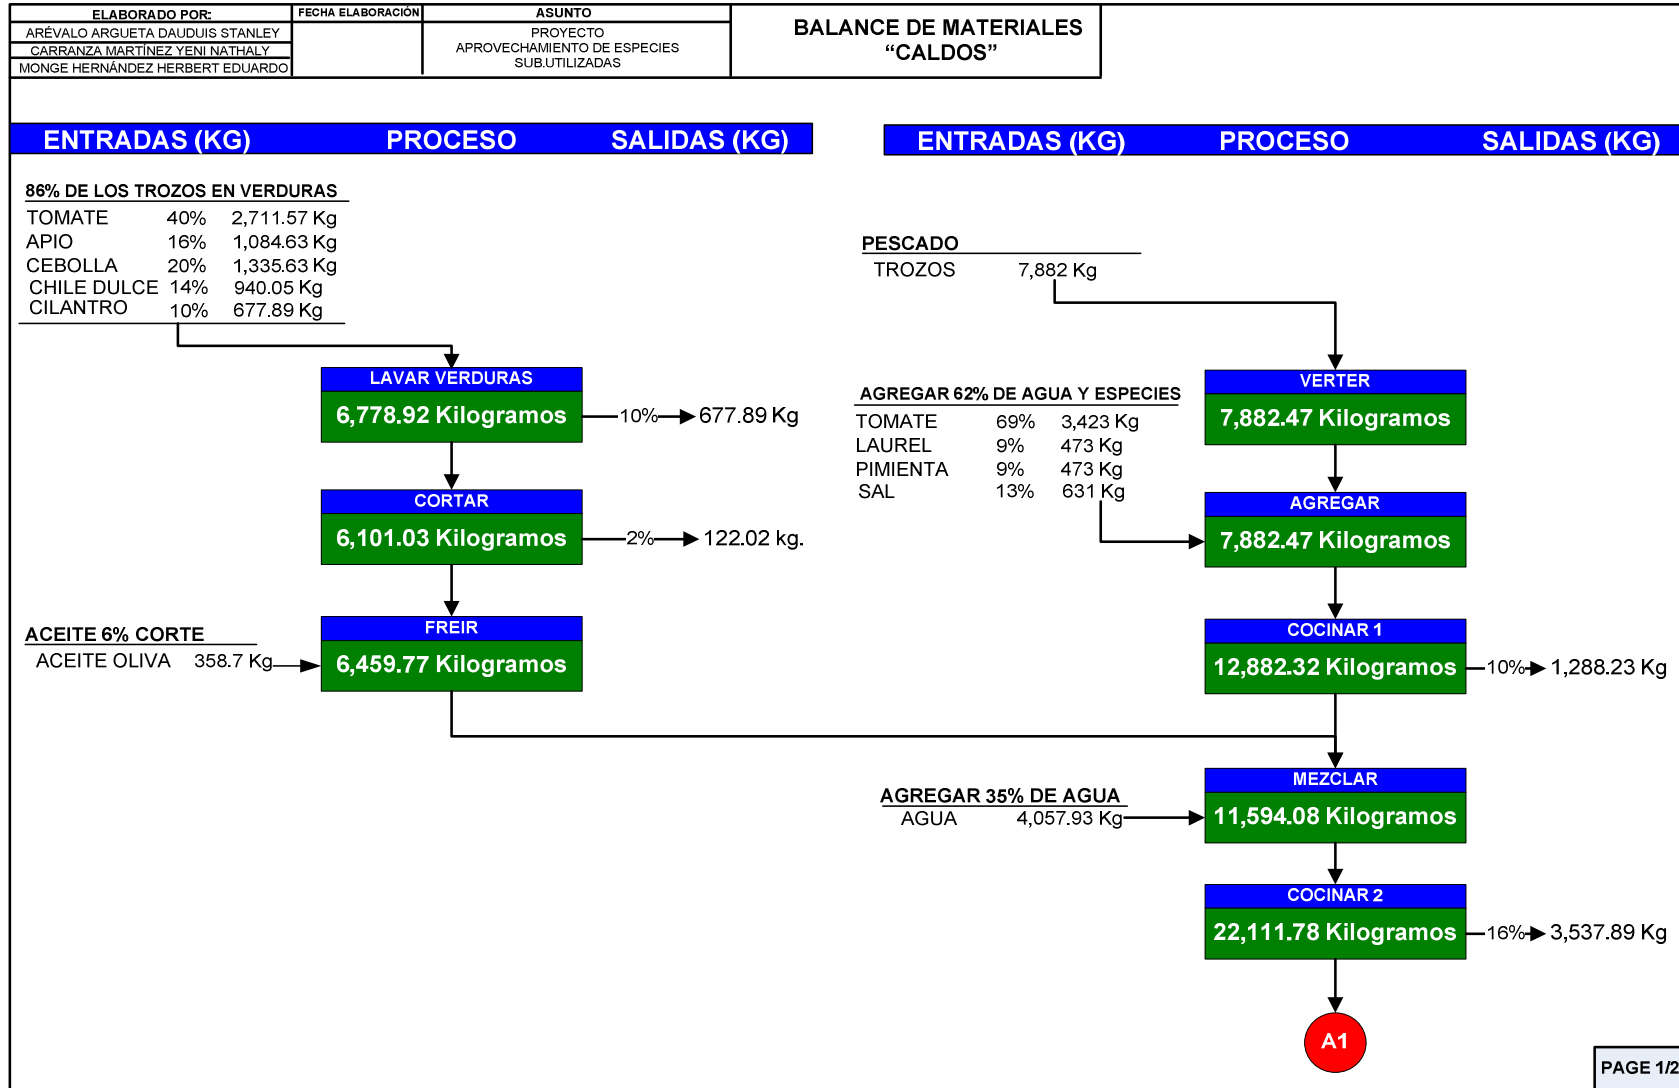 ELABORADO POR:
ARÉVALO ARGUETA DAUDUIS STANLEY
CARRANZA MARTÍNEZ YENI NATHALY
MONGE HERNÁNDEZ HERBERT EDUARDO
FECHA ELABORACIÓN
ASUNTO
PROYECTO
APROVECHAMIENTO DE ESPECIES
SUB.UTILIZADAS
BALANCE DE MATERIALES
“CALDOS”
ENTRADAS (KG) PROCESO SALIDAS (KG)
86% DE LOS TROZOS EN VERDURAS
TOMATE 40% 2,711.57 Kg
APIO 16% 1,084.63 Kg
CEBOLLA 20% 1,335.63 Kg
CHILE DULCE 14% 940.05 Kg
CILANTRO 10% 677.89 Kg
LAVAR VERDURAS
6,778.92 Kilogramos 10% 677.89 Kg
CORTAR
6,101.03 Kilogramos 2% 122.02 kg.
FREIR
ACEITE 6% CORTE
ACEITE OLIVA 358.7 Kg 6,459.77 Kilogramos
ENTRADAS (KG) PROCESO SALIDAS (KG)
PESCADO
TROZOS 7,882 Kg
VERTER
7,882.47 Kilogramos
AGREGAR 62% DE AGUA Y ESPECIES
TOMATE 69% 3,423 Kg
LAUREL 9% 473 Kg
PIMIENTA 9% 473 Kg
SAL 13% 631 Kg
AGREGAR
7,882.47 Kilogramos
COCINAR 1
12,882.32 Kilogramos 10% 1,288.23 Kg
MEZCLAR
AGREGAR 35% DE AGUA
AGUA 4,057.93 Kg 11,594.08 Kilogramos
COCINAR 2
22,111.78 Kilogramos 16% 3,537.89 Kg
A1
PAGE 1/2